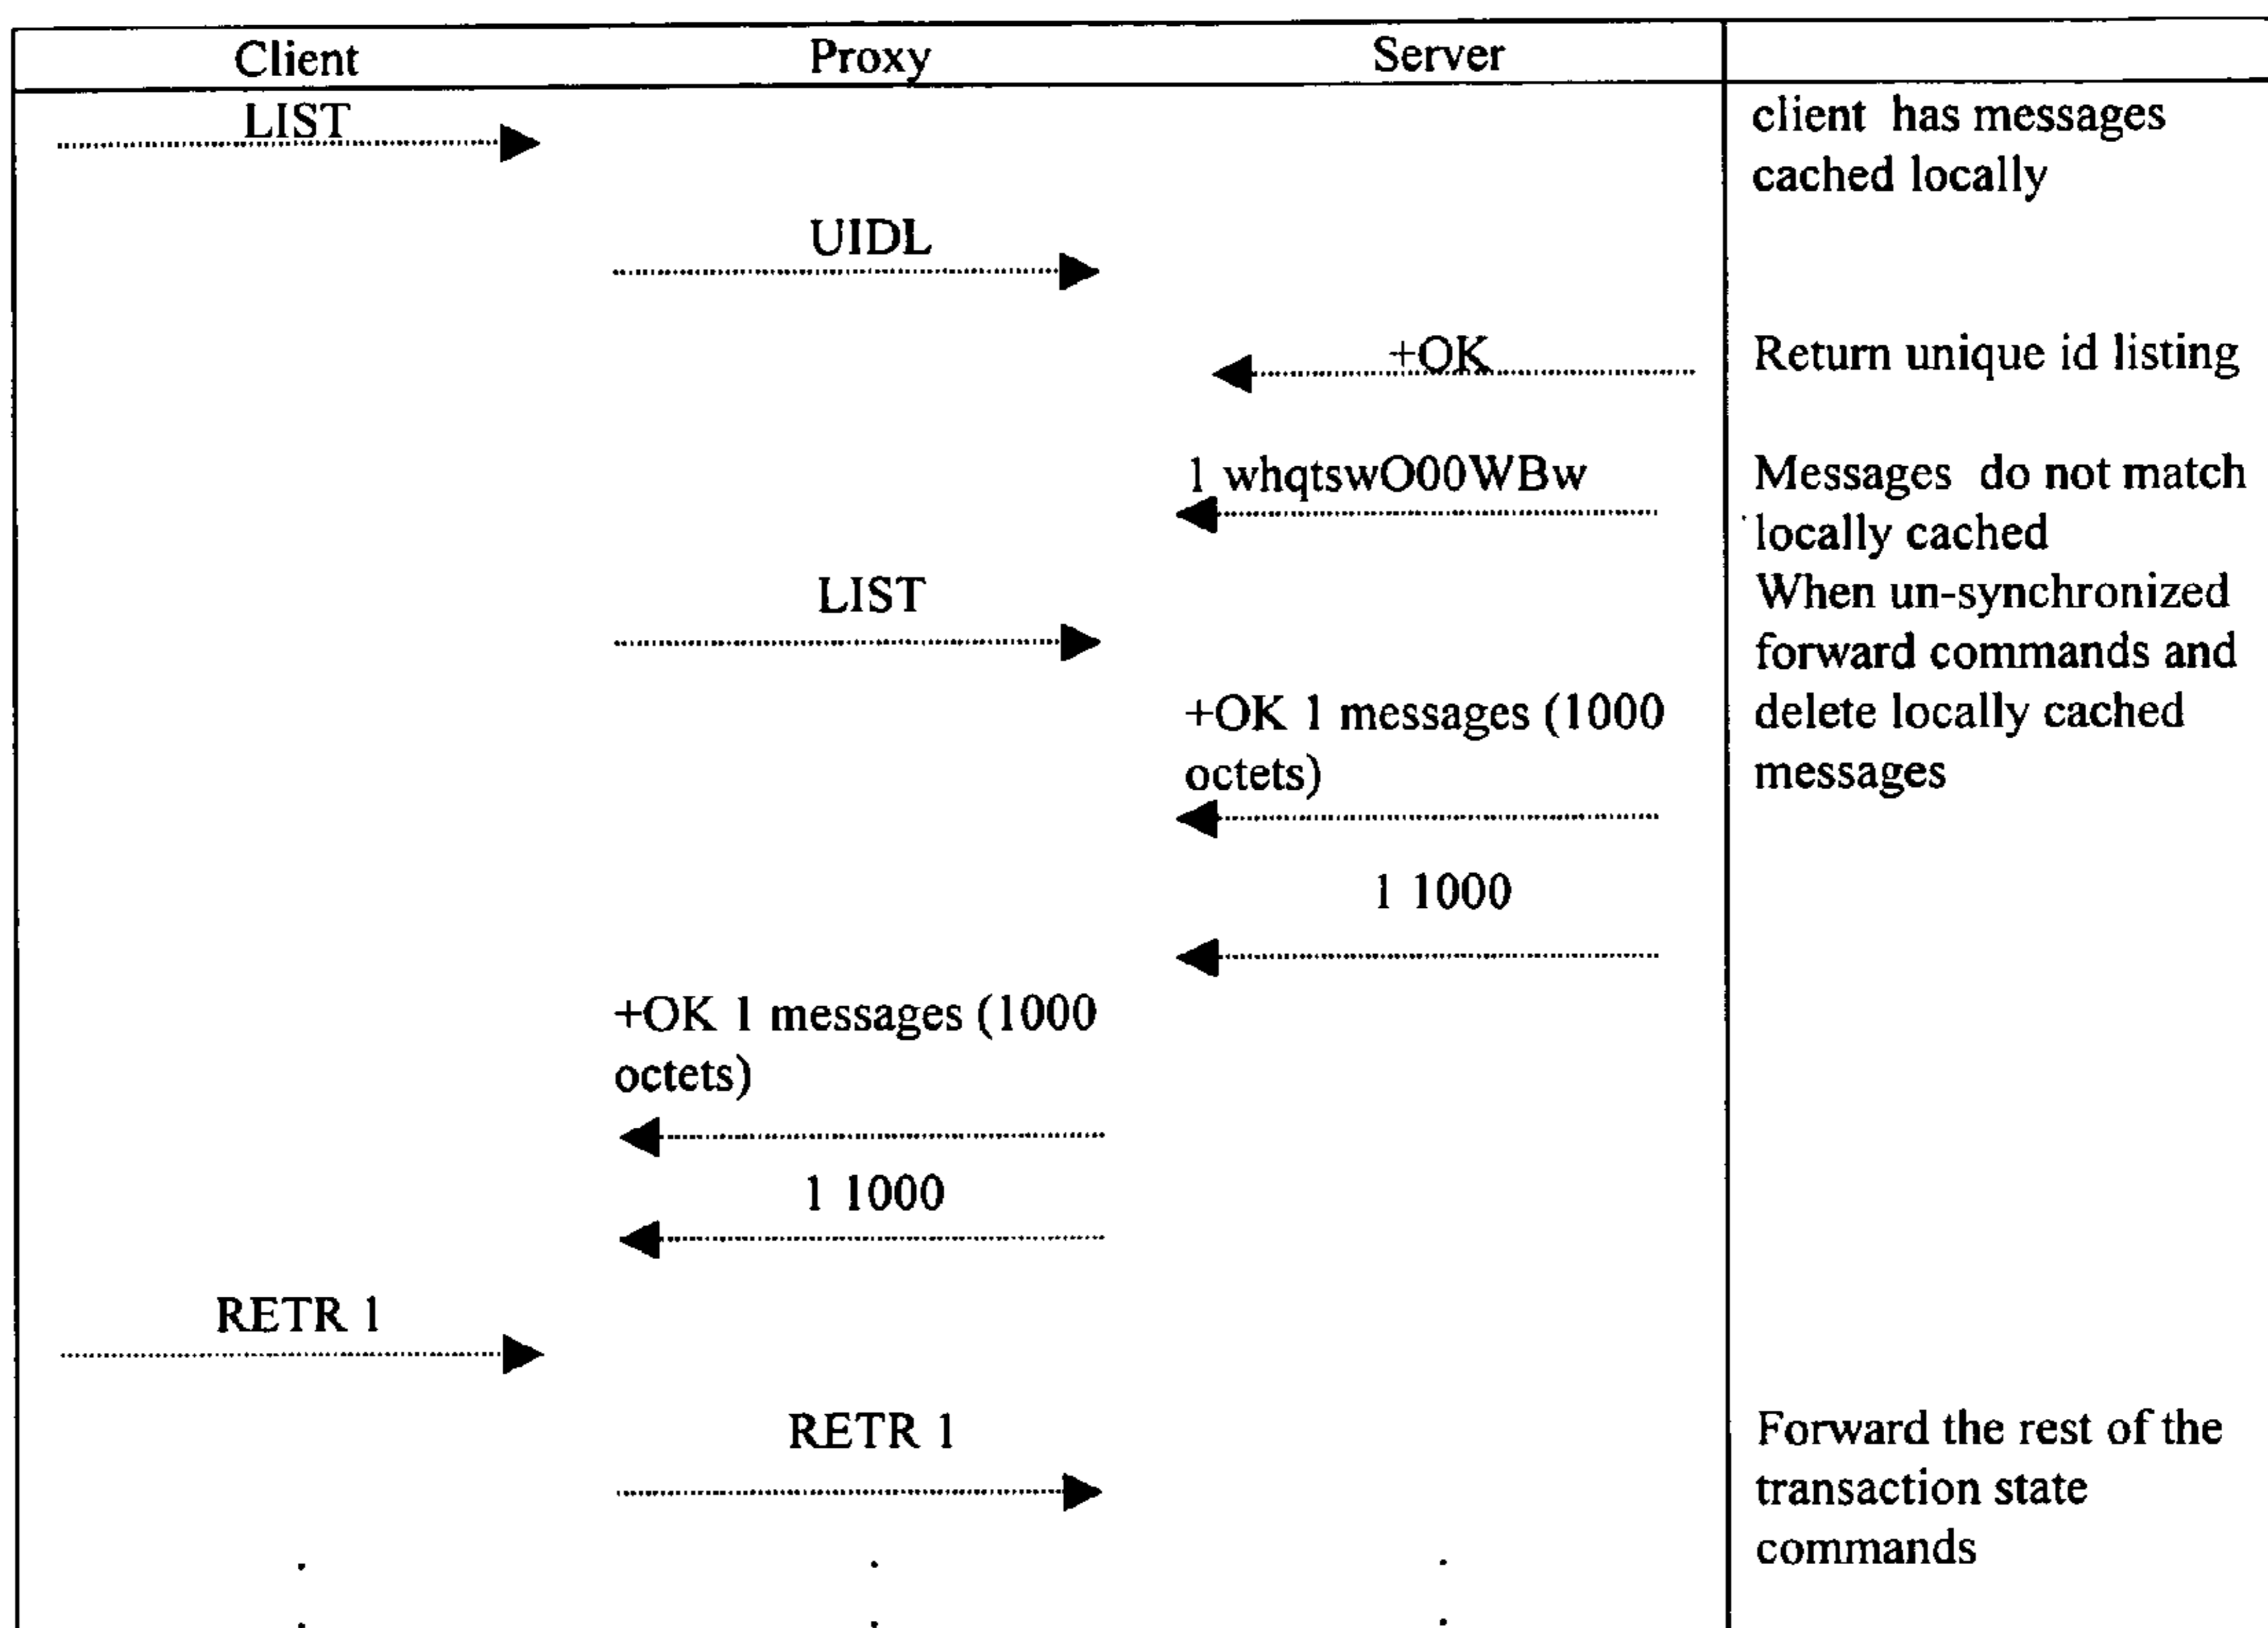 Client Proxy Server
LIST
client has messages
cached locally
UIDL
+OK
Return unique id listing
1 whqtswO00WBw
Messages do not match
locally cached
LIST
When un-synchronized
forward commands and
delete locally cached
messages
+OK 1 messages (1000
octets)
1 1000
+OK 1 messages (1000
octets)
1 1000
RETR 1
RETR 1
Forward the rest of the
transaction state
commands